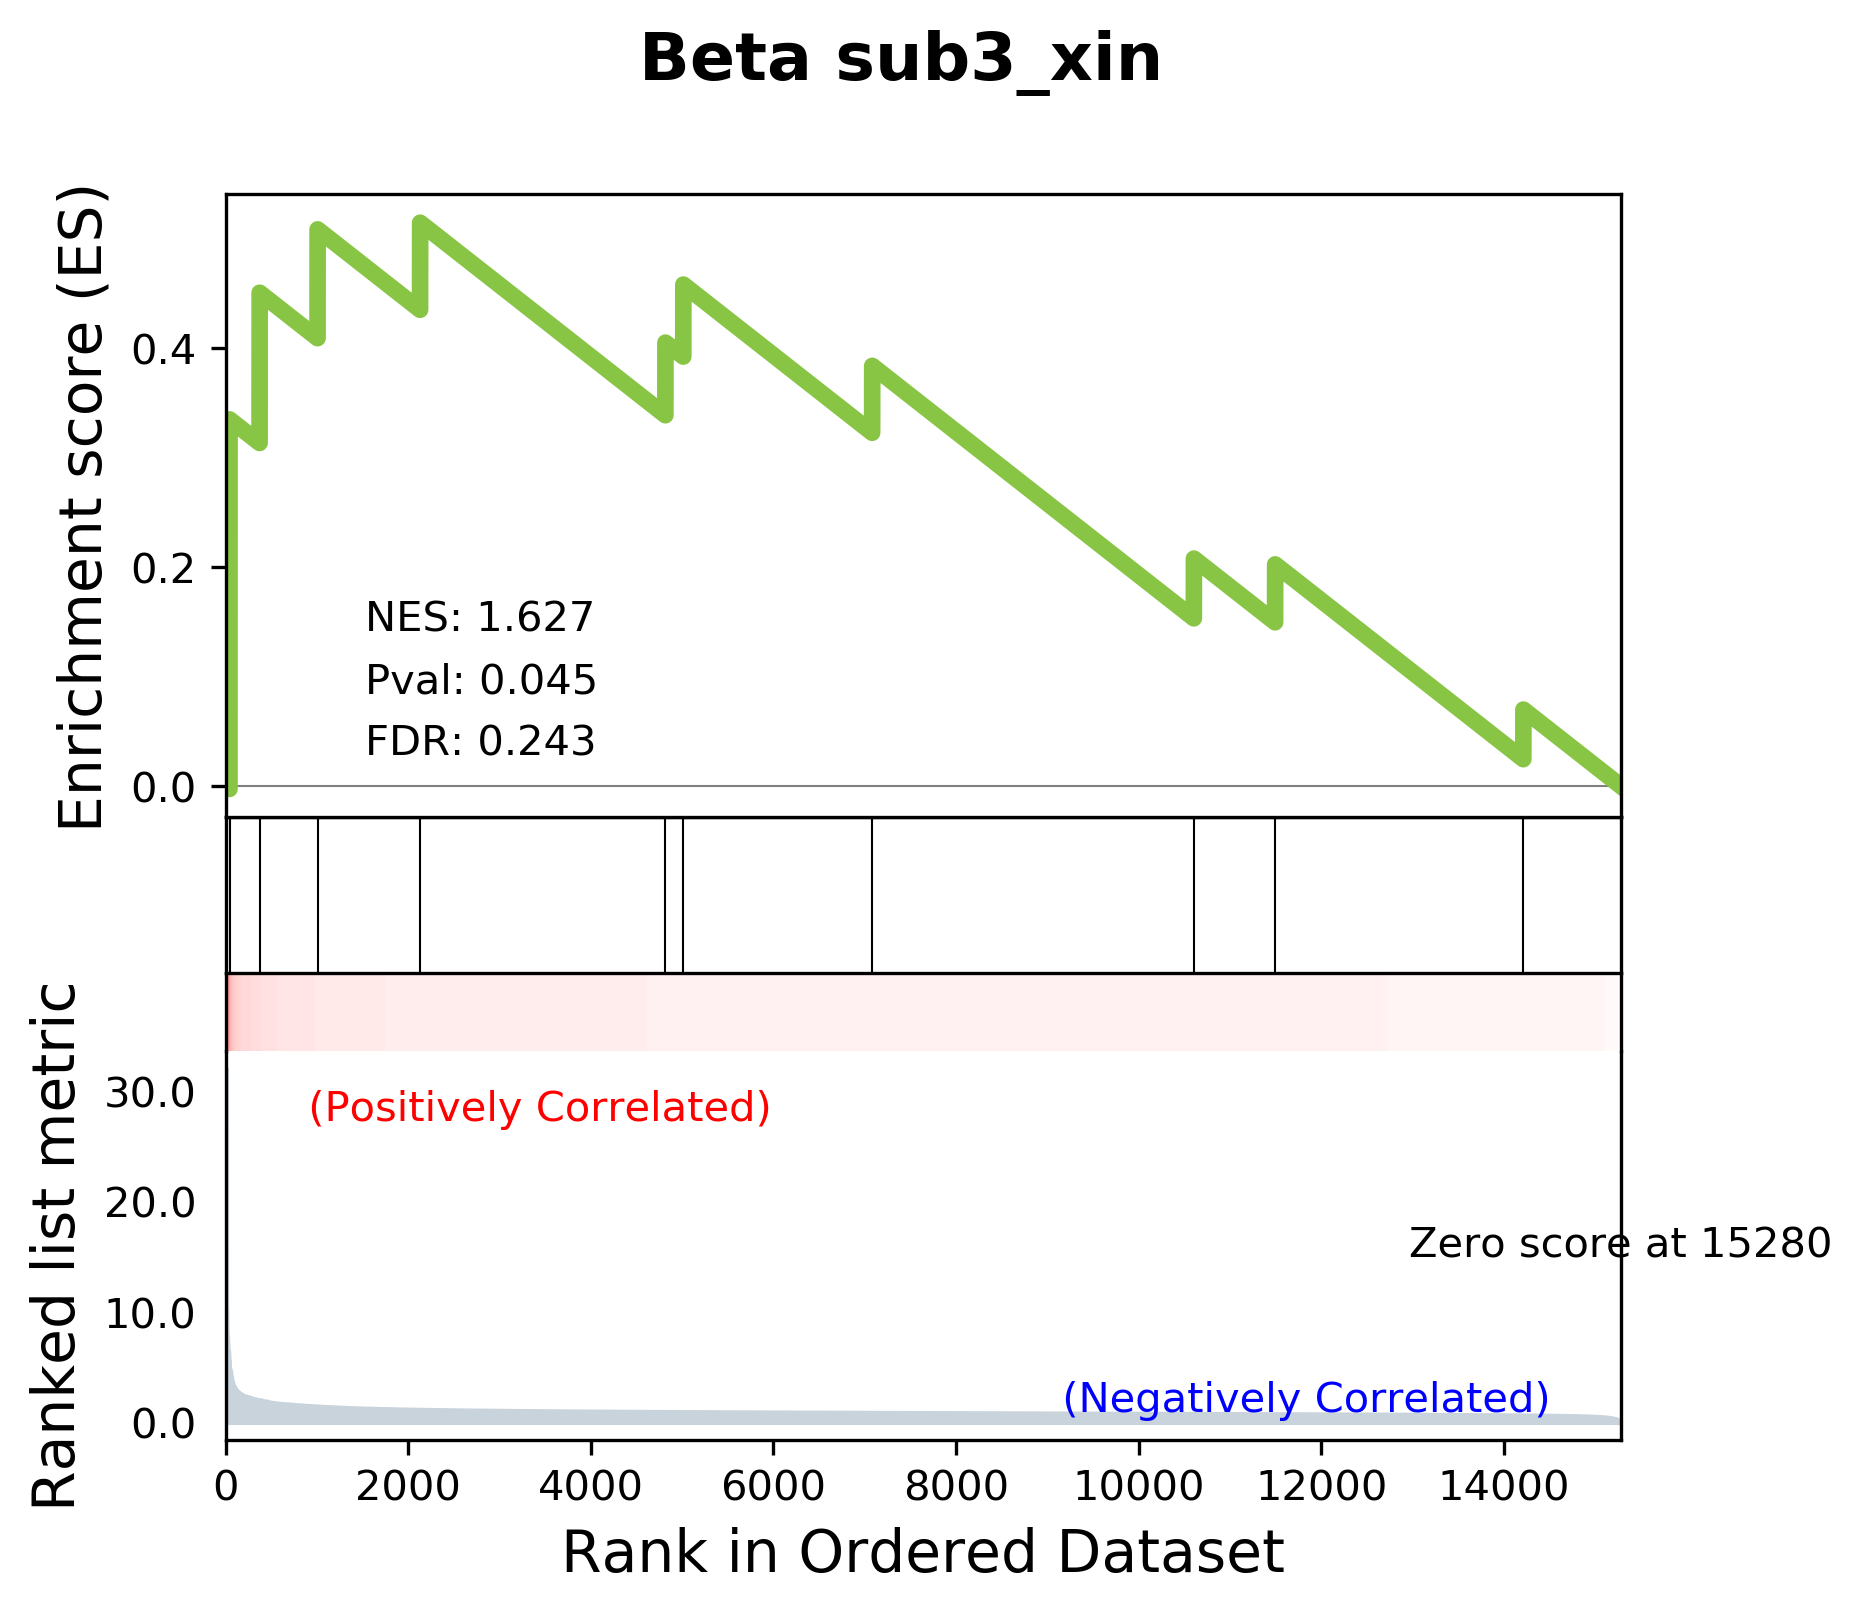 Beta sub3_xin
Enrichment score (ES)
0.4
0.2
0.0
NES: 1.627
Pval: 0.045
FDR: 0.243
Ranked list metric
30.0
20.0
10.0
0.0
(Positively Correlated)
Zero score at 15280
(Negatively Correlated)
0 2000 4000 6000 8000 10000 12000 14000
Rank in Ordered Dataset